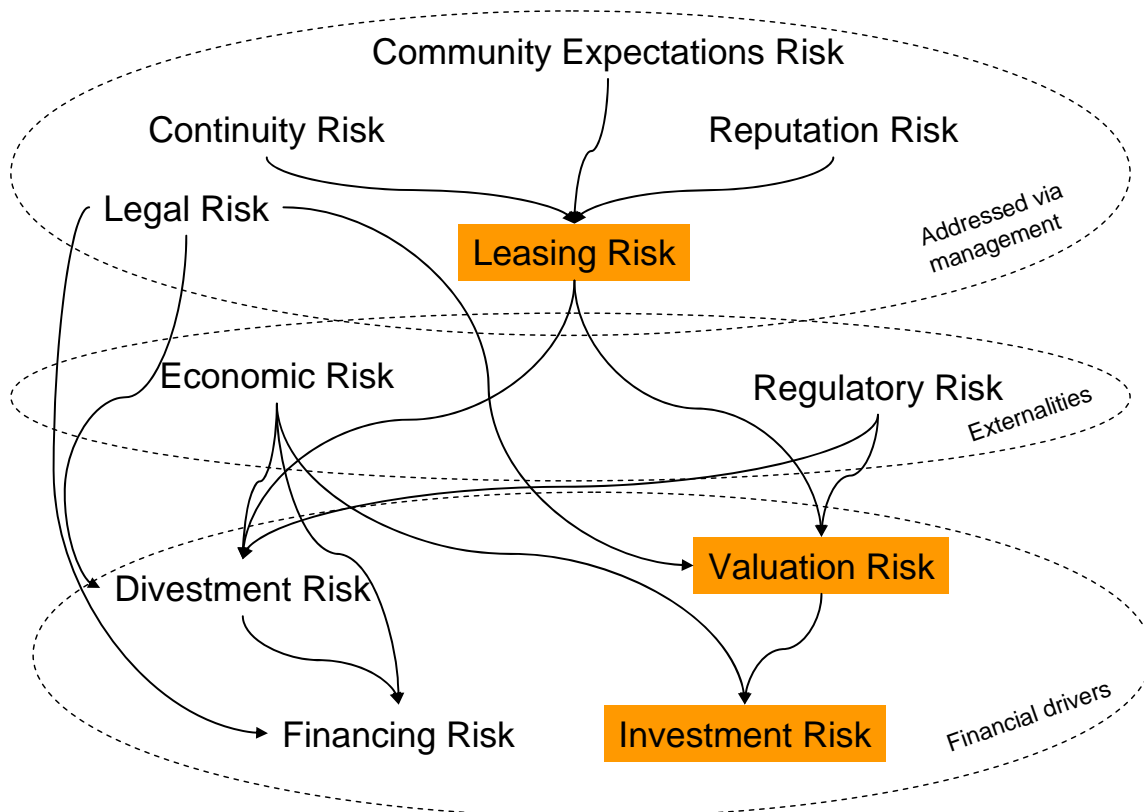 Community Expectations Risk
Continuity Risk
Reputation Risk
Legal Risk
Addressed via
management
Leasing Risk
Economic Risk
Regulatory Risk
Externalities
Divestment Risk
Valuation Risk
Financing Risk
Investment Risk
Financial drivers